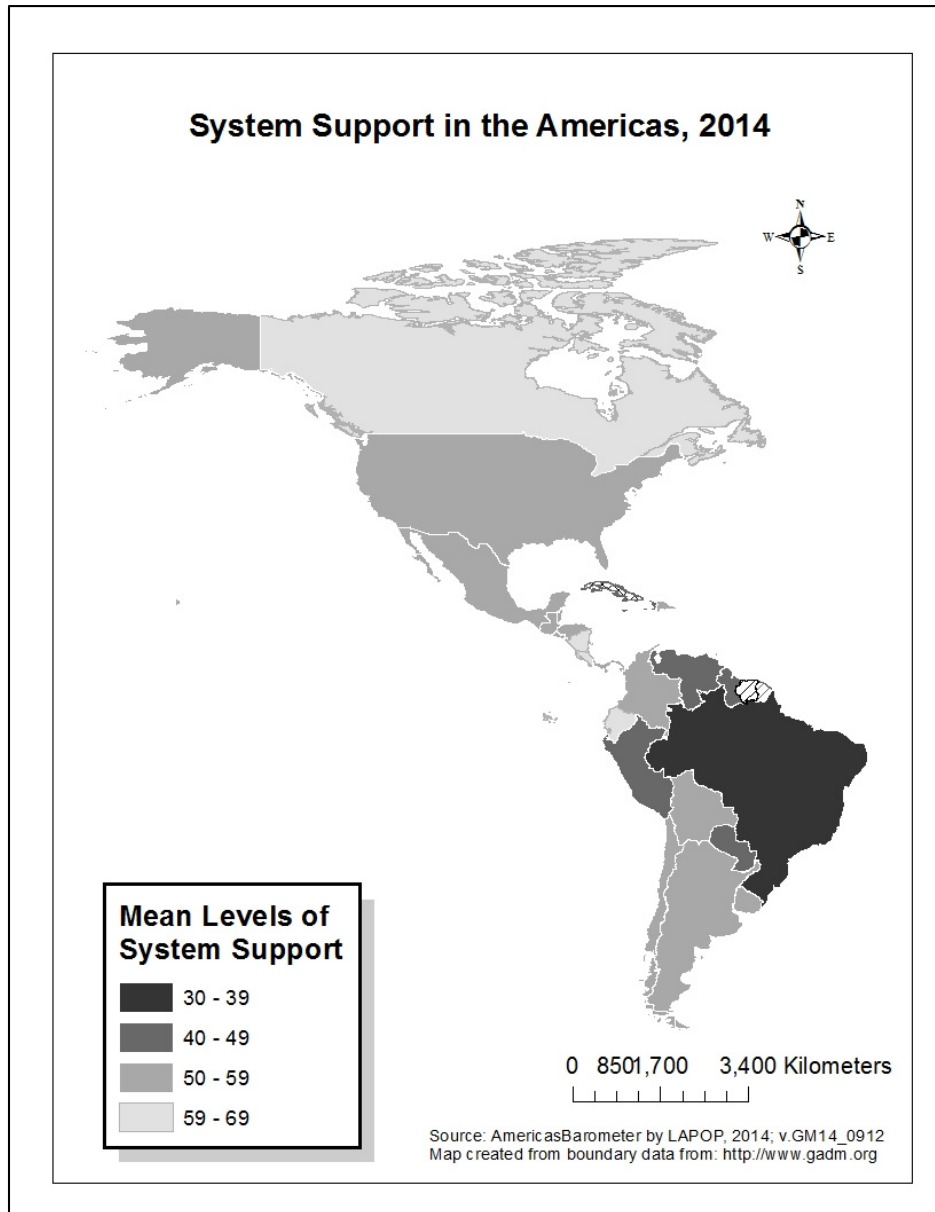 System Support in the Americas, 2014
N
W E
S
Mean Levels of
System Support
30 - 39
40 - 49
50 - 59
59 - 69
0 850 1,700 3,400 Kilometers
Source: AmericasBarometer by LAPOP, 2014; v.GM14_0912
Map created from boundary data from: http://www.gadm.org